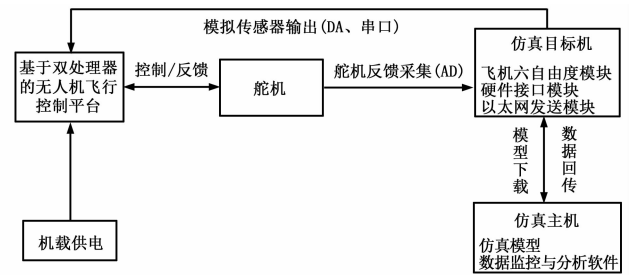 模拟传感器输出(DA、串口)
基于双处理器
的无人机飞行
控制平台
控制/反馈
舵机
舵机反馈采集(AD)
仿真目标机
飞机六自由度模块
硬件接口模块
以太网发送模块
模型下载
数据回传
机载供电
仿真主机
仿真模型
数据监控与分析软件